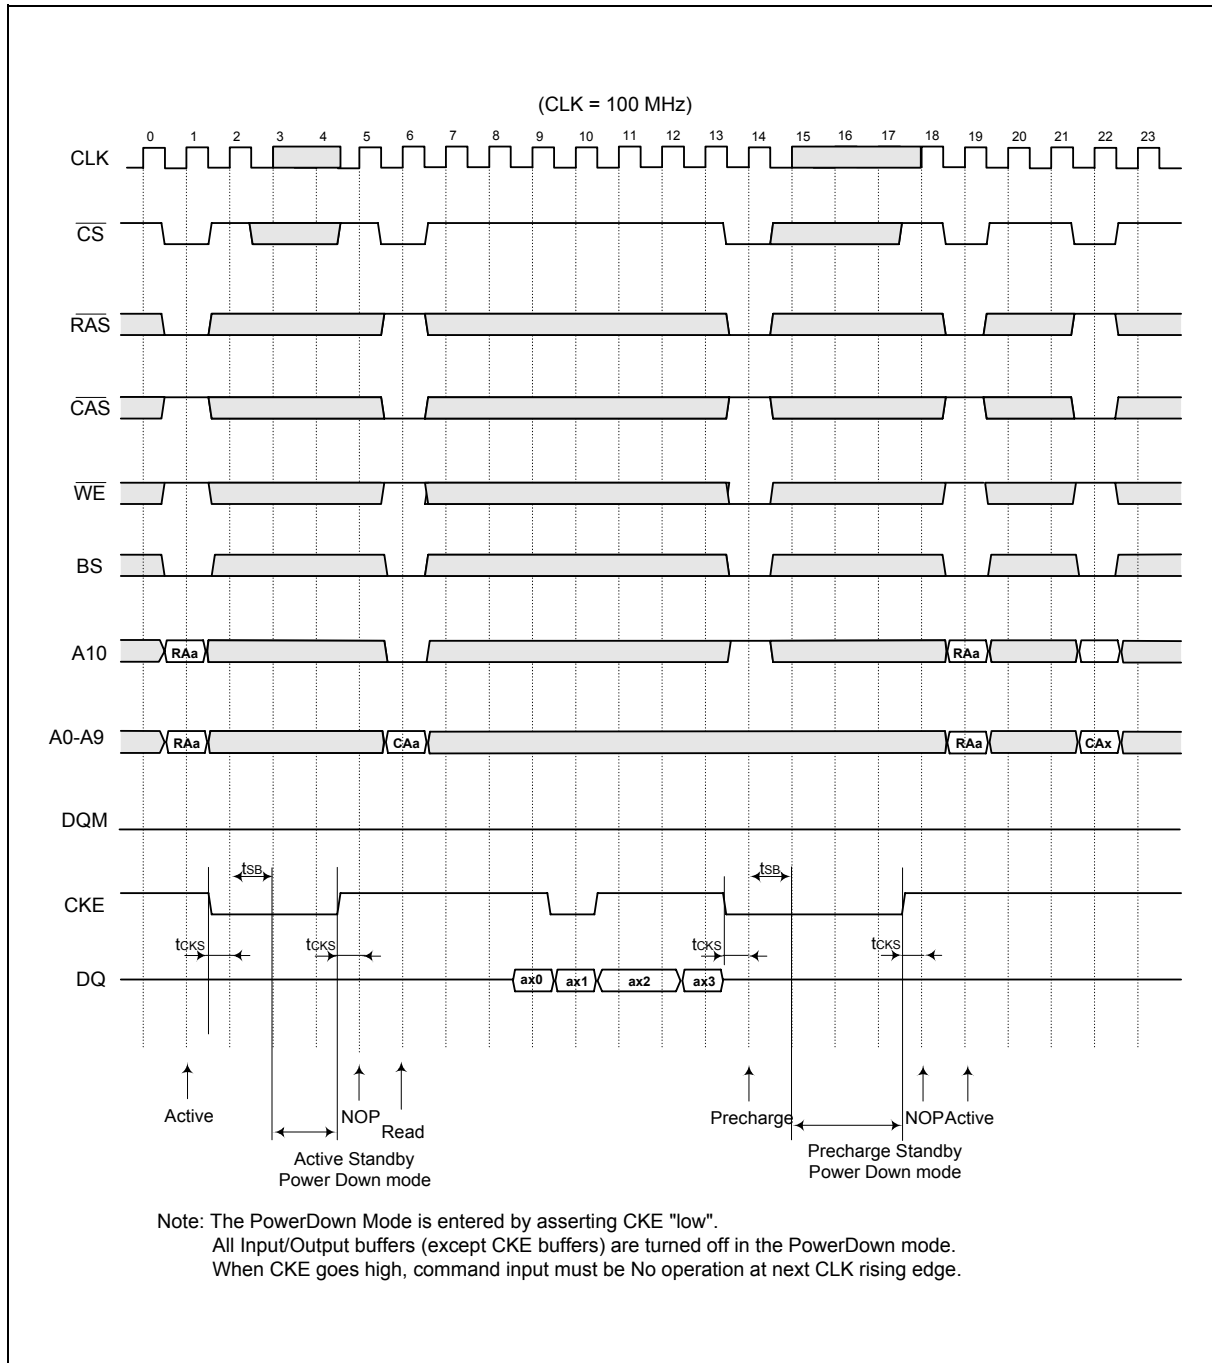 (CLK = 100 MHz)
0 1 2 3 4 5 6 7 8 9 10 11 12 13 14 15 16 17 18 19 20 21 22 23
CLK
CS
RAS
CAS
WE
BS
A10 RAa RAa
A0-A9 RAa CAa RAa CAx
DQM
tSB tSB
CKE
tCKS tCKS tCKS tCKS
DQ ax0 ax1 ax2 ax3
Active NOP Read Precharge NOP Active
Active Standby
Power Down mode
Precharge Standby
Power Down mode
Note: The PowerDown Mode is entered by asserting CKE "low".
All Input/Output buffers (except CKE buffers) are turned off in the PowerDown mode.
When CKE goes high, command input must be No operation at next CLK rising edge.